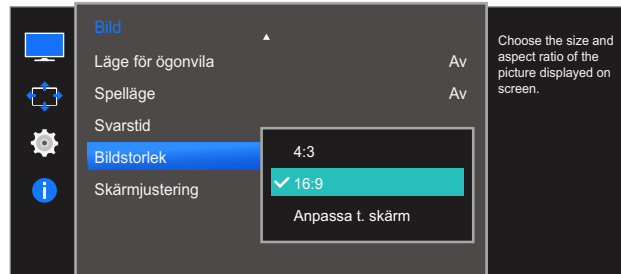 Bild
Läge för ögonvila Av
Spelläge Av
Svarstid
Bildstorlek
Skärmjustering
4:3
16:9
Anpassa t. skärm
Choose the size and
aspect ratio of the
picture displayed on
screen.